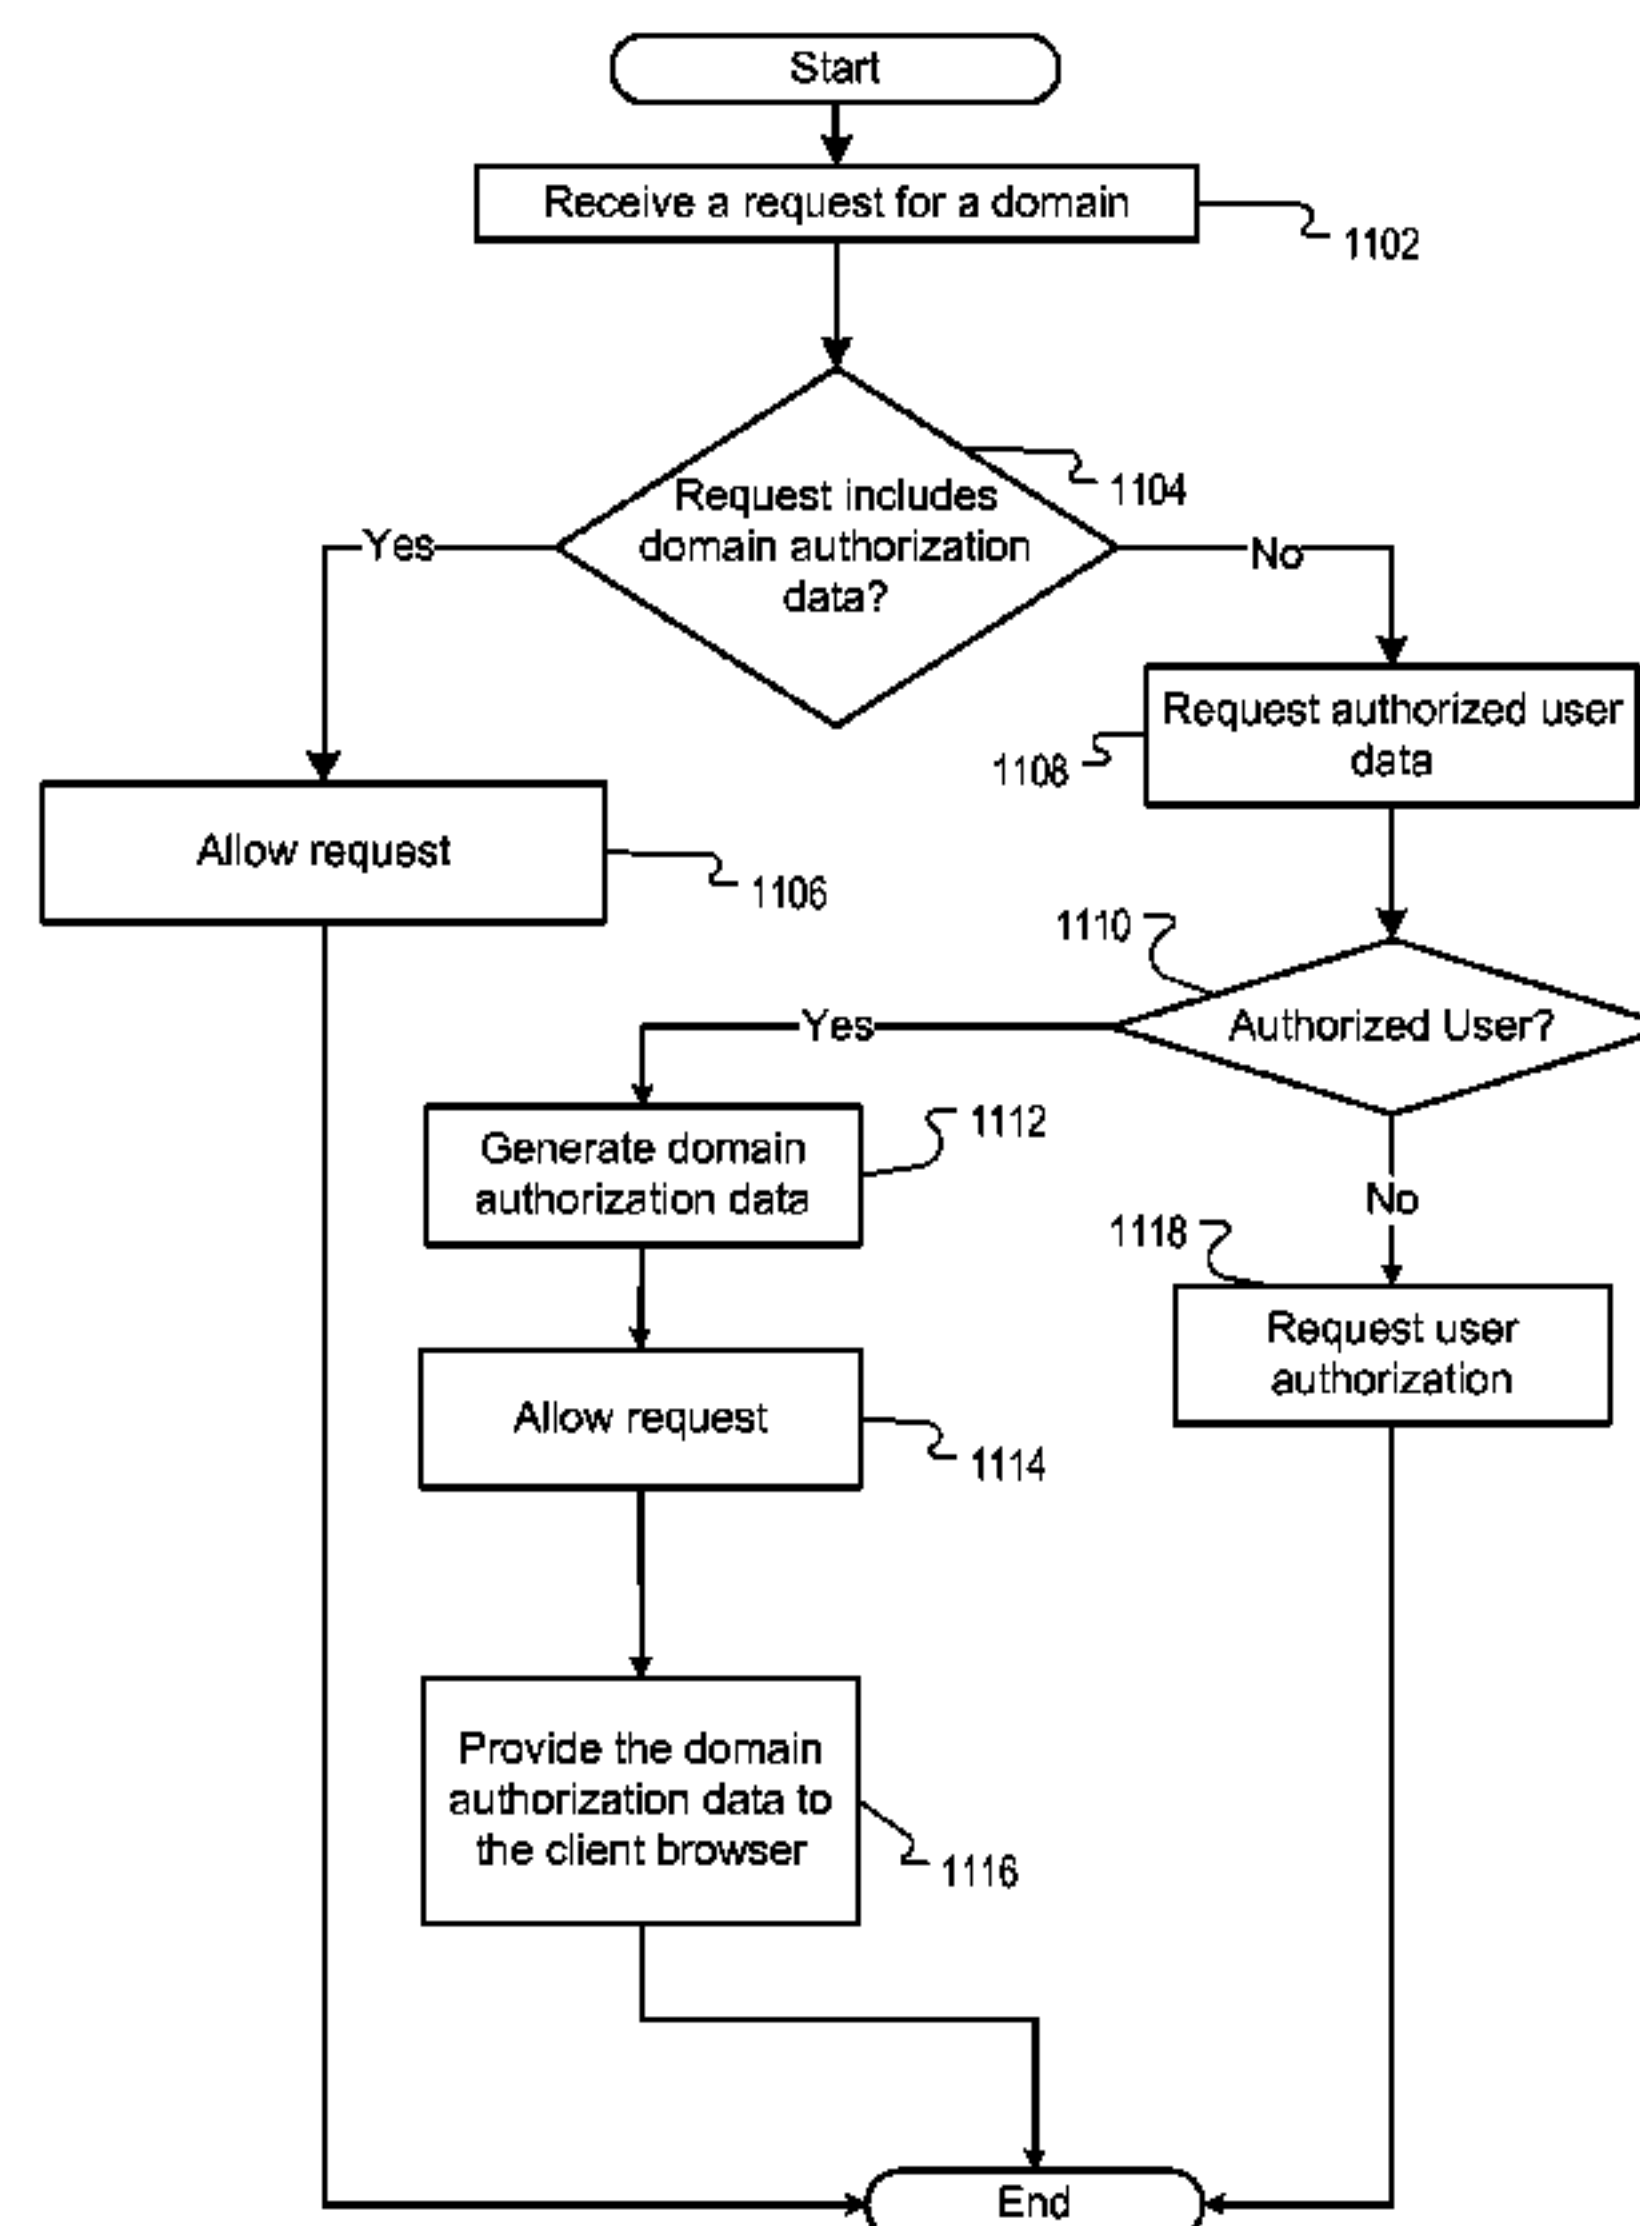 Start
Receive a request for a domain
1102
Request includes
domain authorization
data?
1104
Yes
No
Request authorized user
data
1108
Allow request
1106
1110
Authorized User?
Yes
No
Generate domain
authorization data
1112
1118
Request user
authorization
Allow request
1114
Provide the domain
authorization data to
the client browser
1116
End